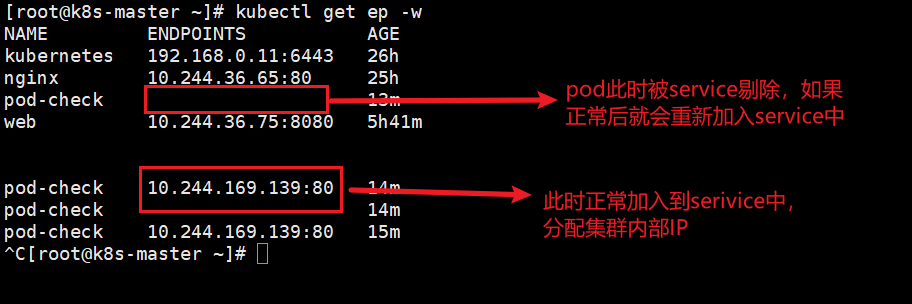 [root@k8s-master ~]# kubectl get ep -w
NAME ENDPOINTS AGE
kubernetes 192.168.0.11:6443 26h
nginx 10.244.36.65:80 25h
pod-check 13m
web 10.244.36.75:8080 5h41m
pod此时被service剔除，如果
正常后就会重新加入service中
pod-check 10.244.169.139:80 14m
pod-check 14m
pod-check 10.244.169.139:80 15m
^C[root@k8s-master ~]#
此时正常加入到serivice中，
分配集群内部IP